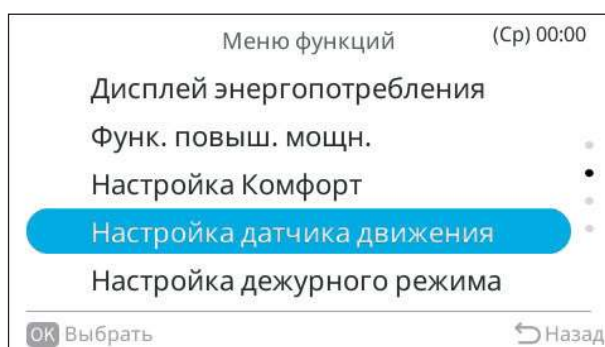 Меню функций
(Ср) 00:00
Дисплей энергопотребления
Функ. повыш. мощн.
Настройка Комфорт
Настройка датчика движения
Настройка дежурного режима
OK Выбрать
Назад